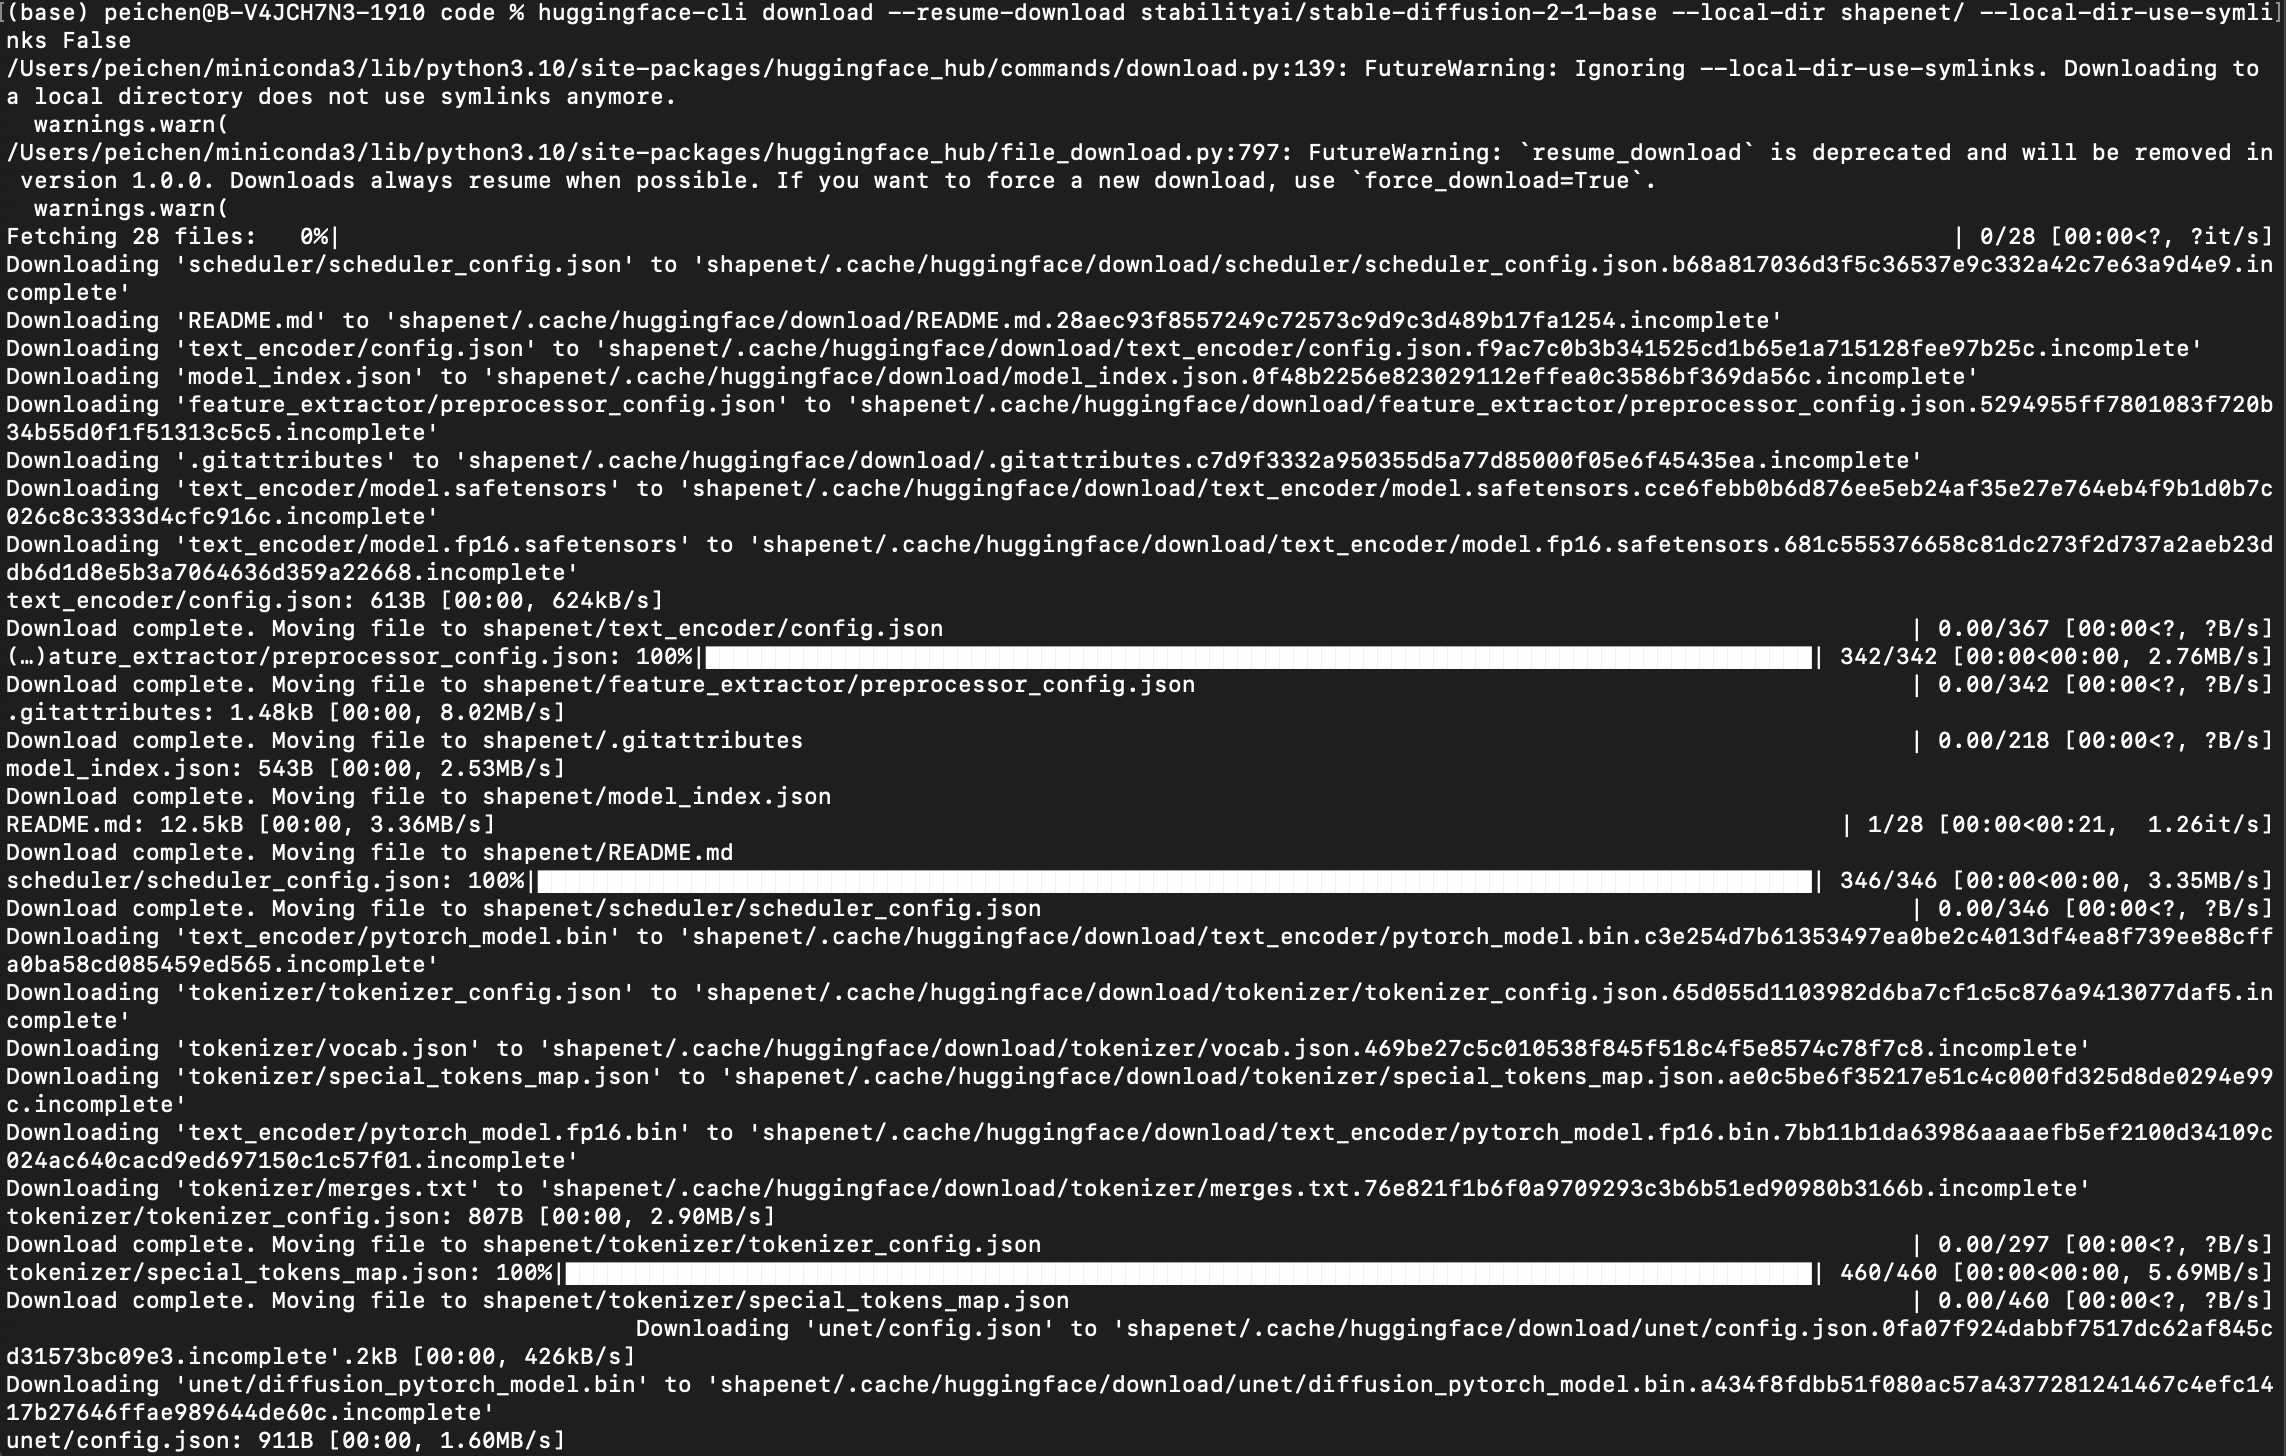 (base) peichen@B-V4JCH7N3-1910 code % huggingface-cli download --resume-download stabilityai/stable-diffusion-2-1-base --local-dir shapenet/ --local-dir-use-symli
nks False
/Users/peichen/miniconda3/lib/python3.10/site-packages/huggingface_hub/commands/download.py:139: FutureWarning: Ignoring --local-dir-use-symlinks. Downloading to
a local directory does not use symlinks anymore.
  warnings.warn(
/Users/peichen/miniconda3/lib/python3.10/site-packages/huggingface_hub/file_download.py:797: FutureWarning: `resume_download` is deprecated and will be removed in
 version 1.0.0. Downloads always resume when possible. If you want to force a new download, use `force_download=True`.
  warnings.warn(
Fetching 28 files:   0%| | 0/28 [00:00<?, ?it/s]
Downloading 'scheduler/scheduler_config.json' to 'shapenet/.cache/huggingface/download/scheduler/scheduler_config.json.b68a817036d3f5c36537e9c332a42c7e63a9d4e9.in
complete'
Downloading 'README.md' to 'shapenet/.cache/huggingface/download/README.md.28aec93f8557249c72573c9d9c3d489b17fa1254.incomplete'
Downloading 'text_encoder/config.json' to 'shapenet/.cache/huggingface/download/text_encoder/config.json.f9ac7c0b3b341525cd1b65e1a715128fee97b25c.incomplete'
Downloading 'model_index.json' to 'shapenet/.cache/huggingface/download/model_index.json.0f48b2256e823029112effea0c3586bf369da56c.incomplete'
Downloading 'feature_extractor/preprocessor_config.json' to 'shapenet/.cache/huggingface/download/feature_extractor/preprocessor_config.json.5294955ff7801083f720b
34b55d0f1f51313c5c5.incomplete'
Downloading '.gitattributes' to 'shapenet/.cache/huggingface/download/.gitattributes.c7d9f3332a950355d5a77d85000f05e6f45435ea.incomplete'
Downloading 'text_encoder/model.safetensors' to 'shapenet/.cache/huggingface/download/text_encoder/model.safetensors.cce6febb0b6d876ee5eb24af35e27e764eb4f9b1d0b7c
026c8c3333d4cfc916c.incomplete'
Downloading 'text_encoder/model.fp16.safetensors' to 'shapenet/.cache/huggingface/download/text_encoder/model.fp16.safetensors.681c555376658c81dc273f2d737a2aeb23d
db6d1d8e5b3a7064636d359a22668.incomplete'
text_encoder/config.json: 613B [00:00, 624kB/s]
Download complete. Moving file to shapenet/text_encoder/config.json | 0.00/367 [00:00<?, ?B/s]
(…)ature_extractor/preprocessor_config.json: 100%| | 342/342 [00:00<00:00, 2.76MB/s]
Download complete. Moving file to shapenet/feature_extractor/preprocessor_config.json | 0.00/342 [00:00<?, ?B/s]
.gitattributes: 1.48kB [00:00, 8.02MB/s]
Download complete. Moving file to shapenet/.gitattributes | 0.00/218 [00:00<?, ?B/s]
model_index.json: 543B [00:00, 2.53MB/s]
Download complete. Moving file to shapenet/model_index.json
README.md: 12.5kB [00:00, 3.36MB/s] | 1/28 [00:00<00:21,  1.26it/s]
Download complete. Moving file to shapenet/README.md
scheduler/scheduler_config.json: 100%| | 346/346 [00:00<00:00, 3.35MB/s]
Download complete. Moving file to shapenet/scheduler/scheduler_config.json | 0.00/346 [00:00<?, ?B/s]
Downloading 'text_encoder/pytorch_model.bin' to 'shapenet/.cache/huggingface/download/text_encoder/pytorch_model.bin.c3e254d7b61353497ea0be2c4013df4ea8f739ee88cff
a0ba58cd085459ed565.incomplete'
Downloading 'tokenizer/tokenizer_config.json' to 'shapenet/.cache/huggingface/download/tokenizer/tokenizer_config.json.65d055d1103982d6ba7cf1c5c876a9413077daf5.in
complete'
Downloading 'tokenizer/vocab.json' to 'shapenet/.cache/huggingface/download/tokenizer/vocab.json.469be27c5c010538f845f518c4f5e8574c78f7c8.incomplete'
Downloading 'tokenizer/special_tokens_map.json' to 'shapenet/.cache/huggingface/download/tokenizer/special_tokens_map.json.ae0c5be6f35217e51c4c000fd325d8de0294e99
c.incomplete'
Downloading 'text_encoder/pytorch_model.fp16.bin' to 'shapenet/.cache/huggingface/download/text_encoder/pytorch_model.fp16.bin.7bb11b1da63986aaaaefb5ef2100d34109c
024ac640cacd9ed697150c1c57f01.incomplete'
Downloading 'tokenizer/merges.txt' to 'shapenet/.cache/huggingface/download/tokenizer/merges.txt.76e821f1b6f0a9709293c3b6b51ed90980b3166b.incomplete'
tokenizer/tokenizer_config.json: 807B [00:00, 2.90MB/s]
Download complete. Moving file to shapenet/tokenizer/tokenizer_config.json | 0.00/297 [00:00<?, ?B/s]
tokenizer/special_tokens_map.json: 100%| | 460/460 [00:00<00:00, 5.69MB/s]
Download complete. Moving file to shapenet/tokenizer/special_tokens_map.json | 0.00/460 [00:00<?, ?B/s]
Downloading 'unet/config.json' to 'shapenet/.cache/huggingface/download/unet/config.json.0fa07f924dabbf7517dc62af845c
d31573bc09e3.incomplete'.2kB [00:00, 426kB/s]
Downloading 'unet/diffusion_pytorch_model.bin' to 'shapenet/.cache/huggingface/download/unet/diffusion_pytorch_model.bin.a434f8fdbb51f080ac57a4377281241467c4efc14
17b27646ffae989644de60c.incomplete'
unet/config.json: 911B [00:00, 1.60MB/s]